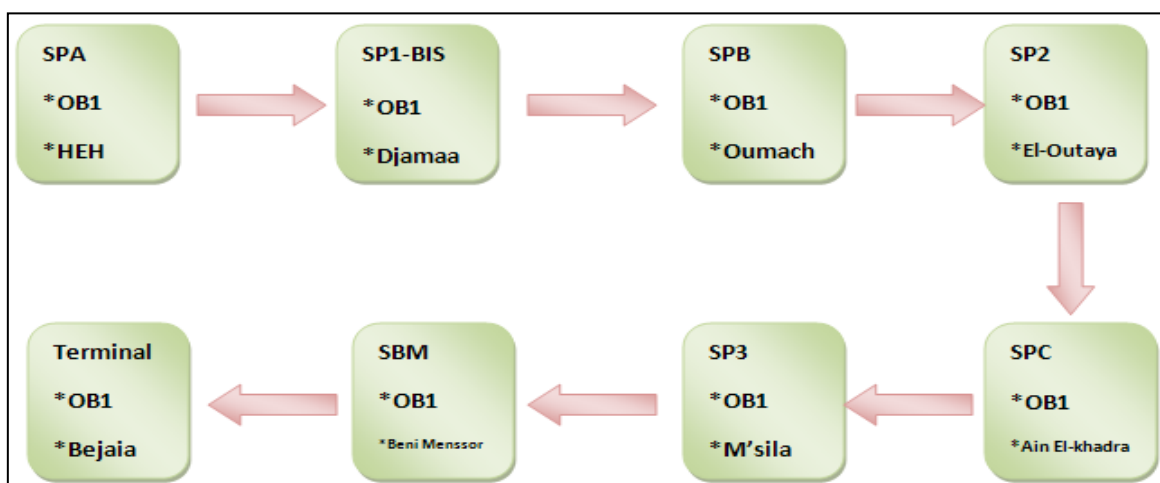 SPA
*OB1
*HEH
SP1-BIS
*OB1
*Djamaa
SPB
*OB1
*Oumach
SP2
*OB1
*El-Outaya
Terminal
*OB1
*Bejaia
SBM
*OB1
*Beni Menssor
SP3
*OB1
*M’sila
SPC
*OB1
*Ain El-khadra